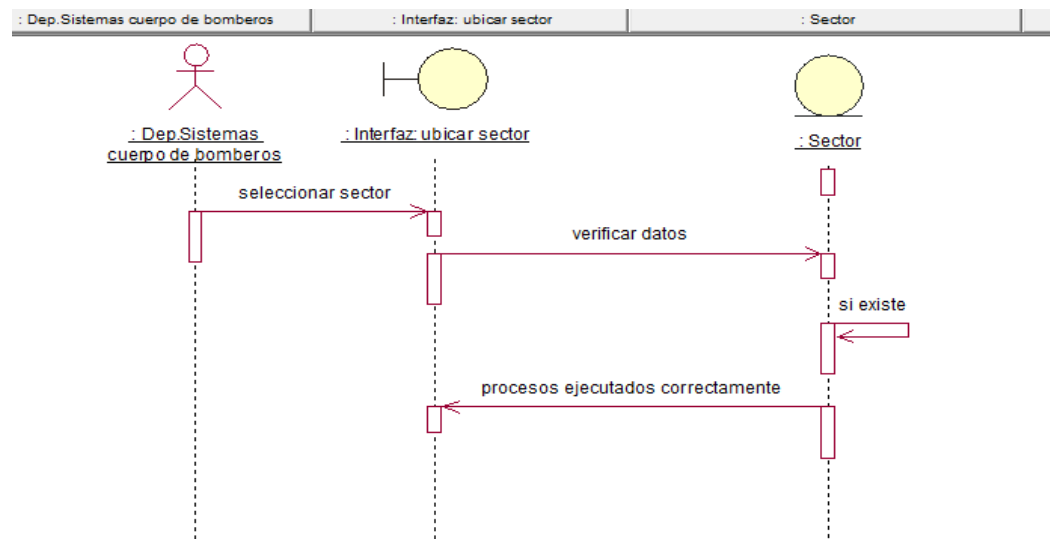 : Dep.Sistemas cuerpo de bomberos
: Interfaz: ubicar sector
: Sector
: Dep.Sistemas
cuerpo de bomberos
: Interfaz: ubicar sector
: Sector
seleccionar sector
verificar datos
si existe
procesos ejecutados correctamente